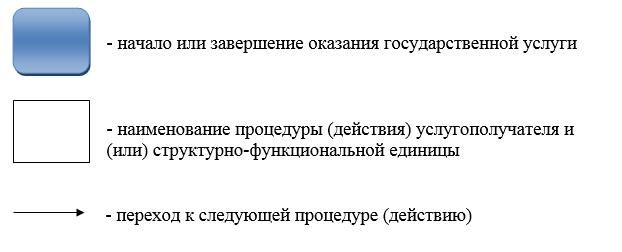 - начало или завершение оказания государственной услуги
- наименование процедуры (действия) услугополучателя и
(или) структурно-функциональной единицы
- переход к следующей процедуре (действию)